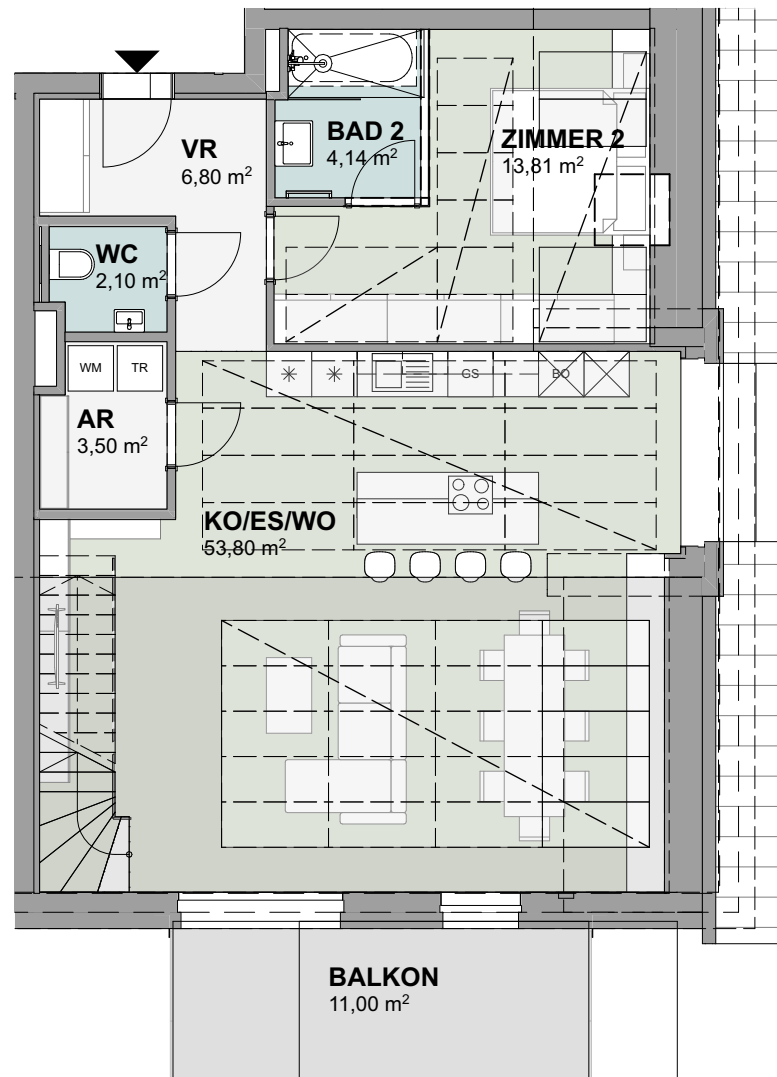 BAD 2
4,14 m²
ZIMMER 2
13,81 m²
VR
6,80 m²
WC
2,10 m²
WM
TR
GS
BO
AR
3,50 m²
KO/ES/WO
53,80 m²
BALKON
11,00 m²